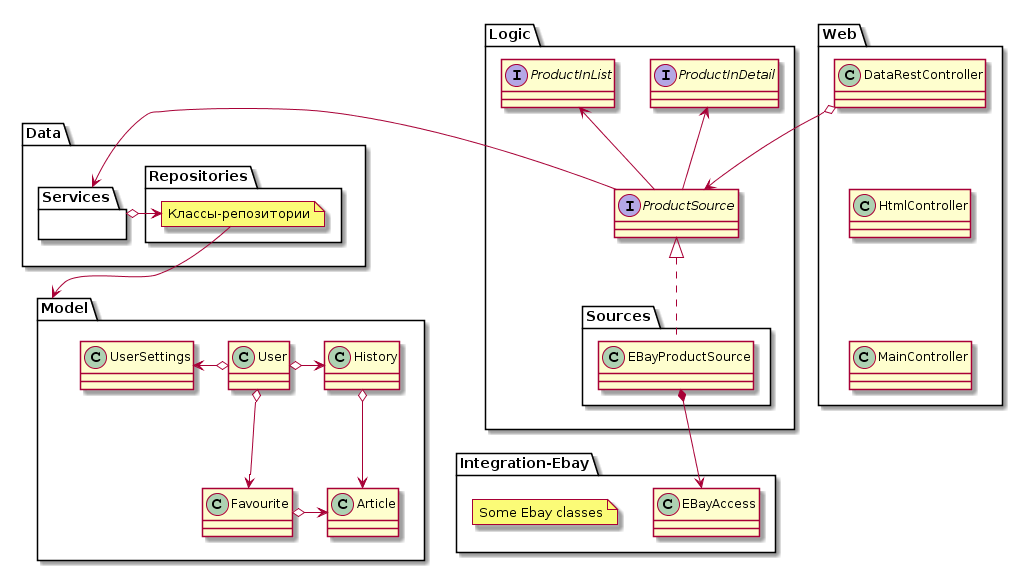 Logic
I ProductInList
I ProductInDetail
I ProductSource
Sources
C EBayProductSource
Web
C DataRestController
C HtmlController
C MainController
Data
Services
Repositories
Классы-репозитории
Model
C UserSettings
C User
C History
C Favourite
C Article
Integration-Ebay
Some Ebay classes
C EBayAccess